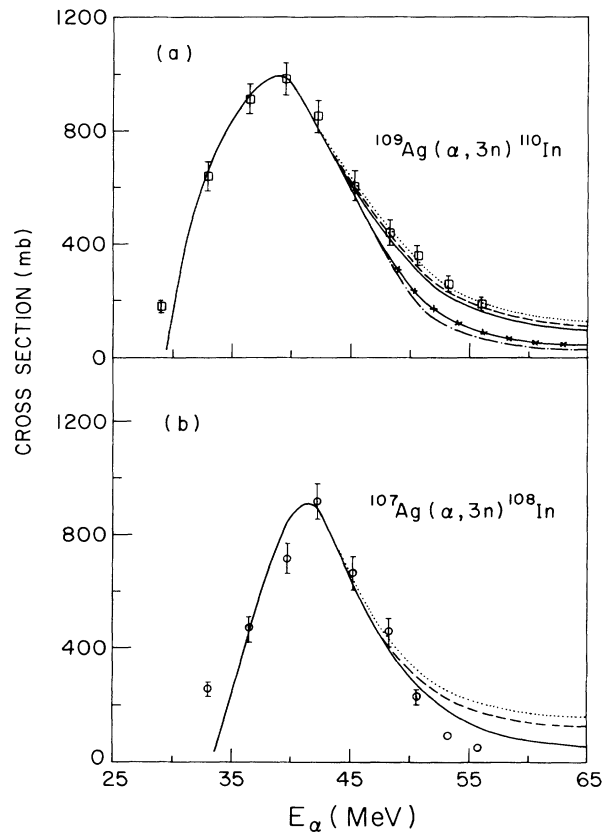 1200
(a)
¹⁰⁹Ag(α,3n)¹¹⁰In
800
400
0
CROSS SECTION (mb)
(b)
¹⁰⁷Ag(α,3n)¹⁰⁸In
1200
800
400
0
25 35 45 55 65
Eα (MeV)